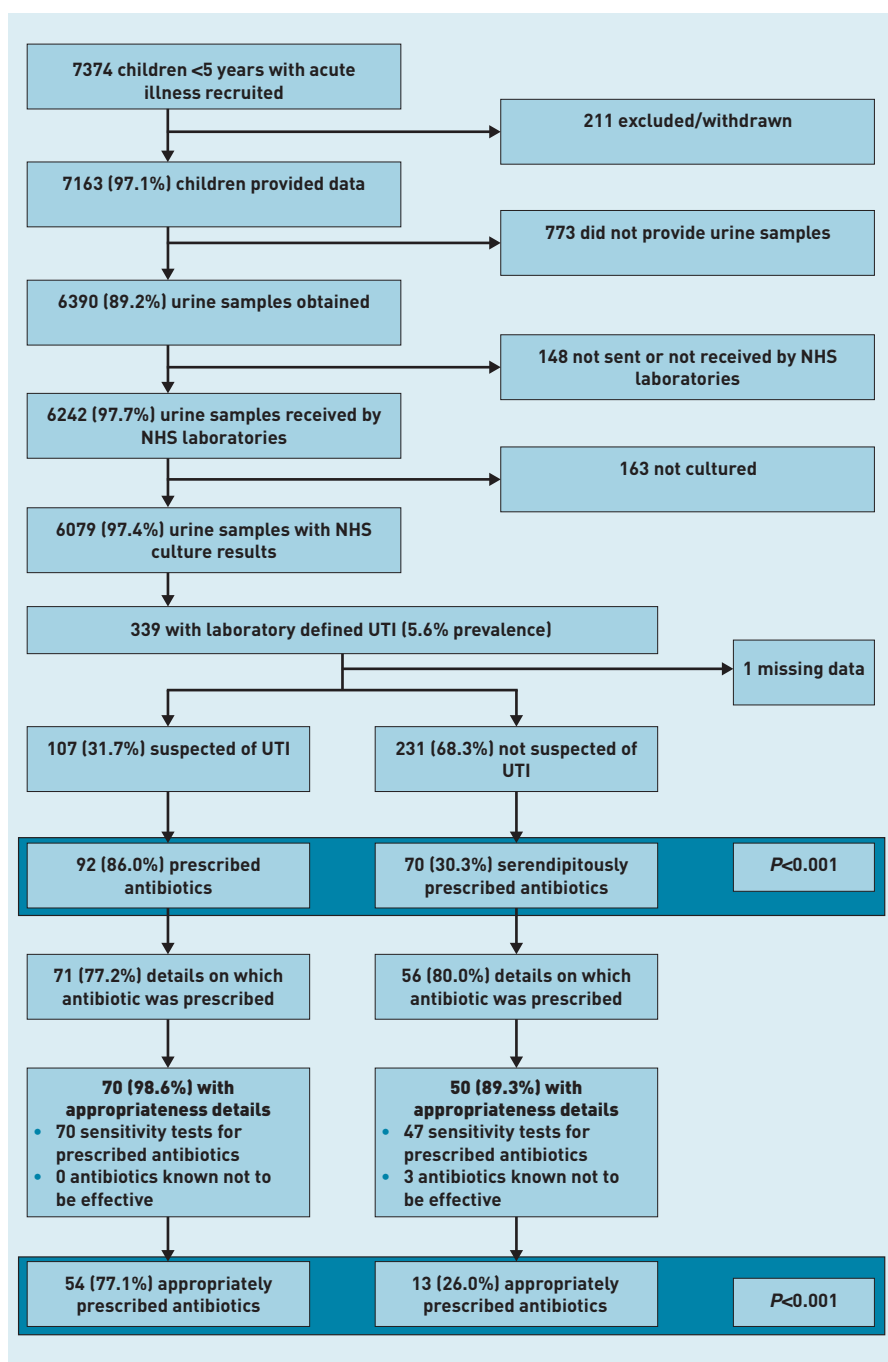 7374 children <5 years with acute
illness recruited
211 excluded/withdrawn
7163 (97.1%) children provided data
773 did not provide urine samples
6390 (89.2%) urine samples obtained
148 not sent or not received by NHS
laboratories
6242 (97.7%) urine samples received by
NHS laboratories
163 not cultured
6079 (97.4%) urine samples with NHS
culture results
339 with laboratory defined UTI (5.6% prevalence)
1 missing data
107 (31.7%) suspected of UTI
231 (68.3%) not suspected of
UTI
92 (86.0%) prescribed
antibiotics
70 (30.3%) serendipitously
prescribed antibiotics
P<0.001
71 (77.2%) details on which
antibiotic was prescribed
56 (80.0%) details on which
antibiotic was prescribed
70 (98.6%) with
appropriateness details
• 70 sensitivity tests for
prescribed antibiotics
• 0 antibiotics known not to
be effective
50 (89.3%) with
appropriateness details
• 47 sensitivity tests for
prescribed antibiotics
• 3 antibiotics known not to
be effective
54 (77.1%) appropriately
prescribed antibiotics
13 (26.0%) appropriately
prescribed antibiotics
P<0.001